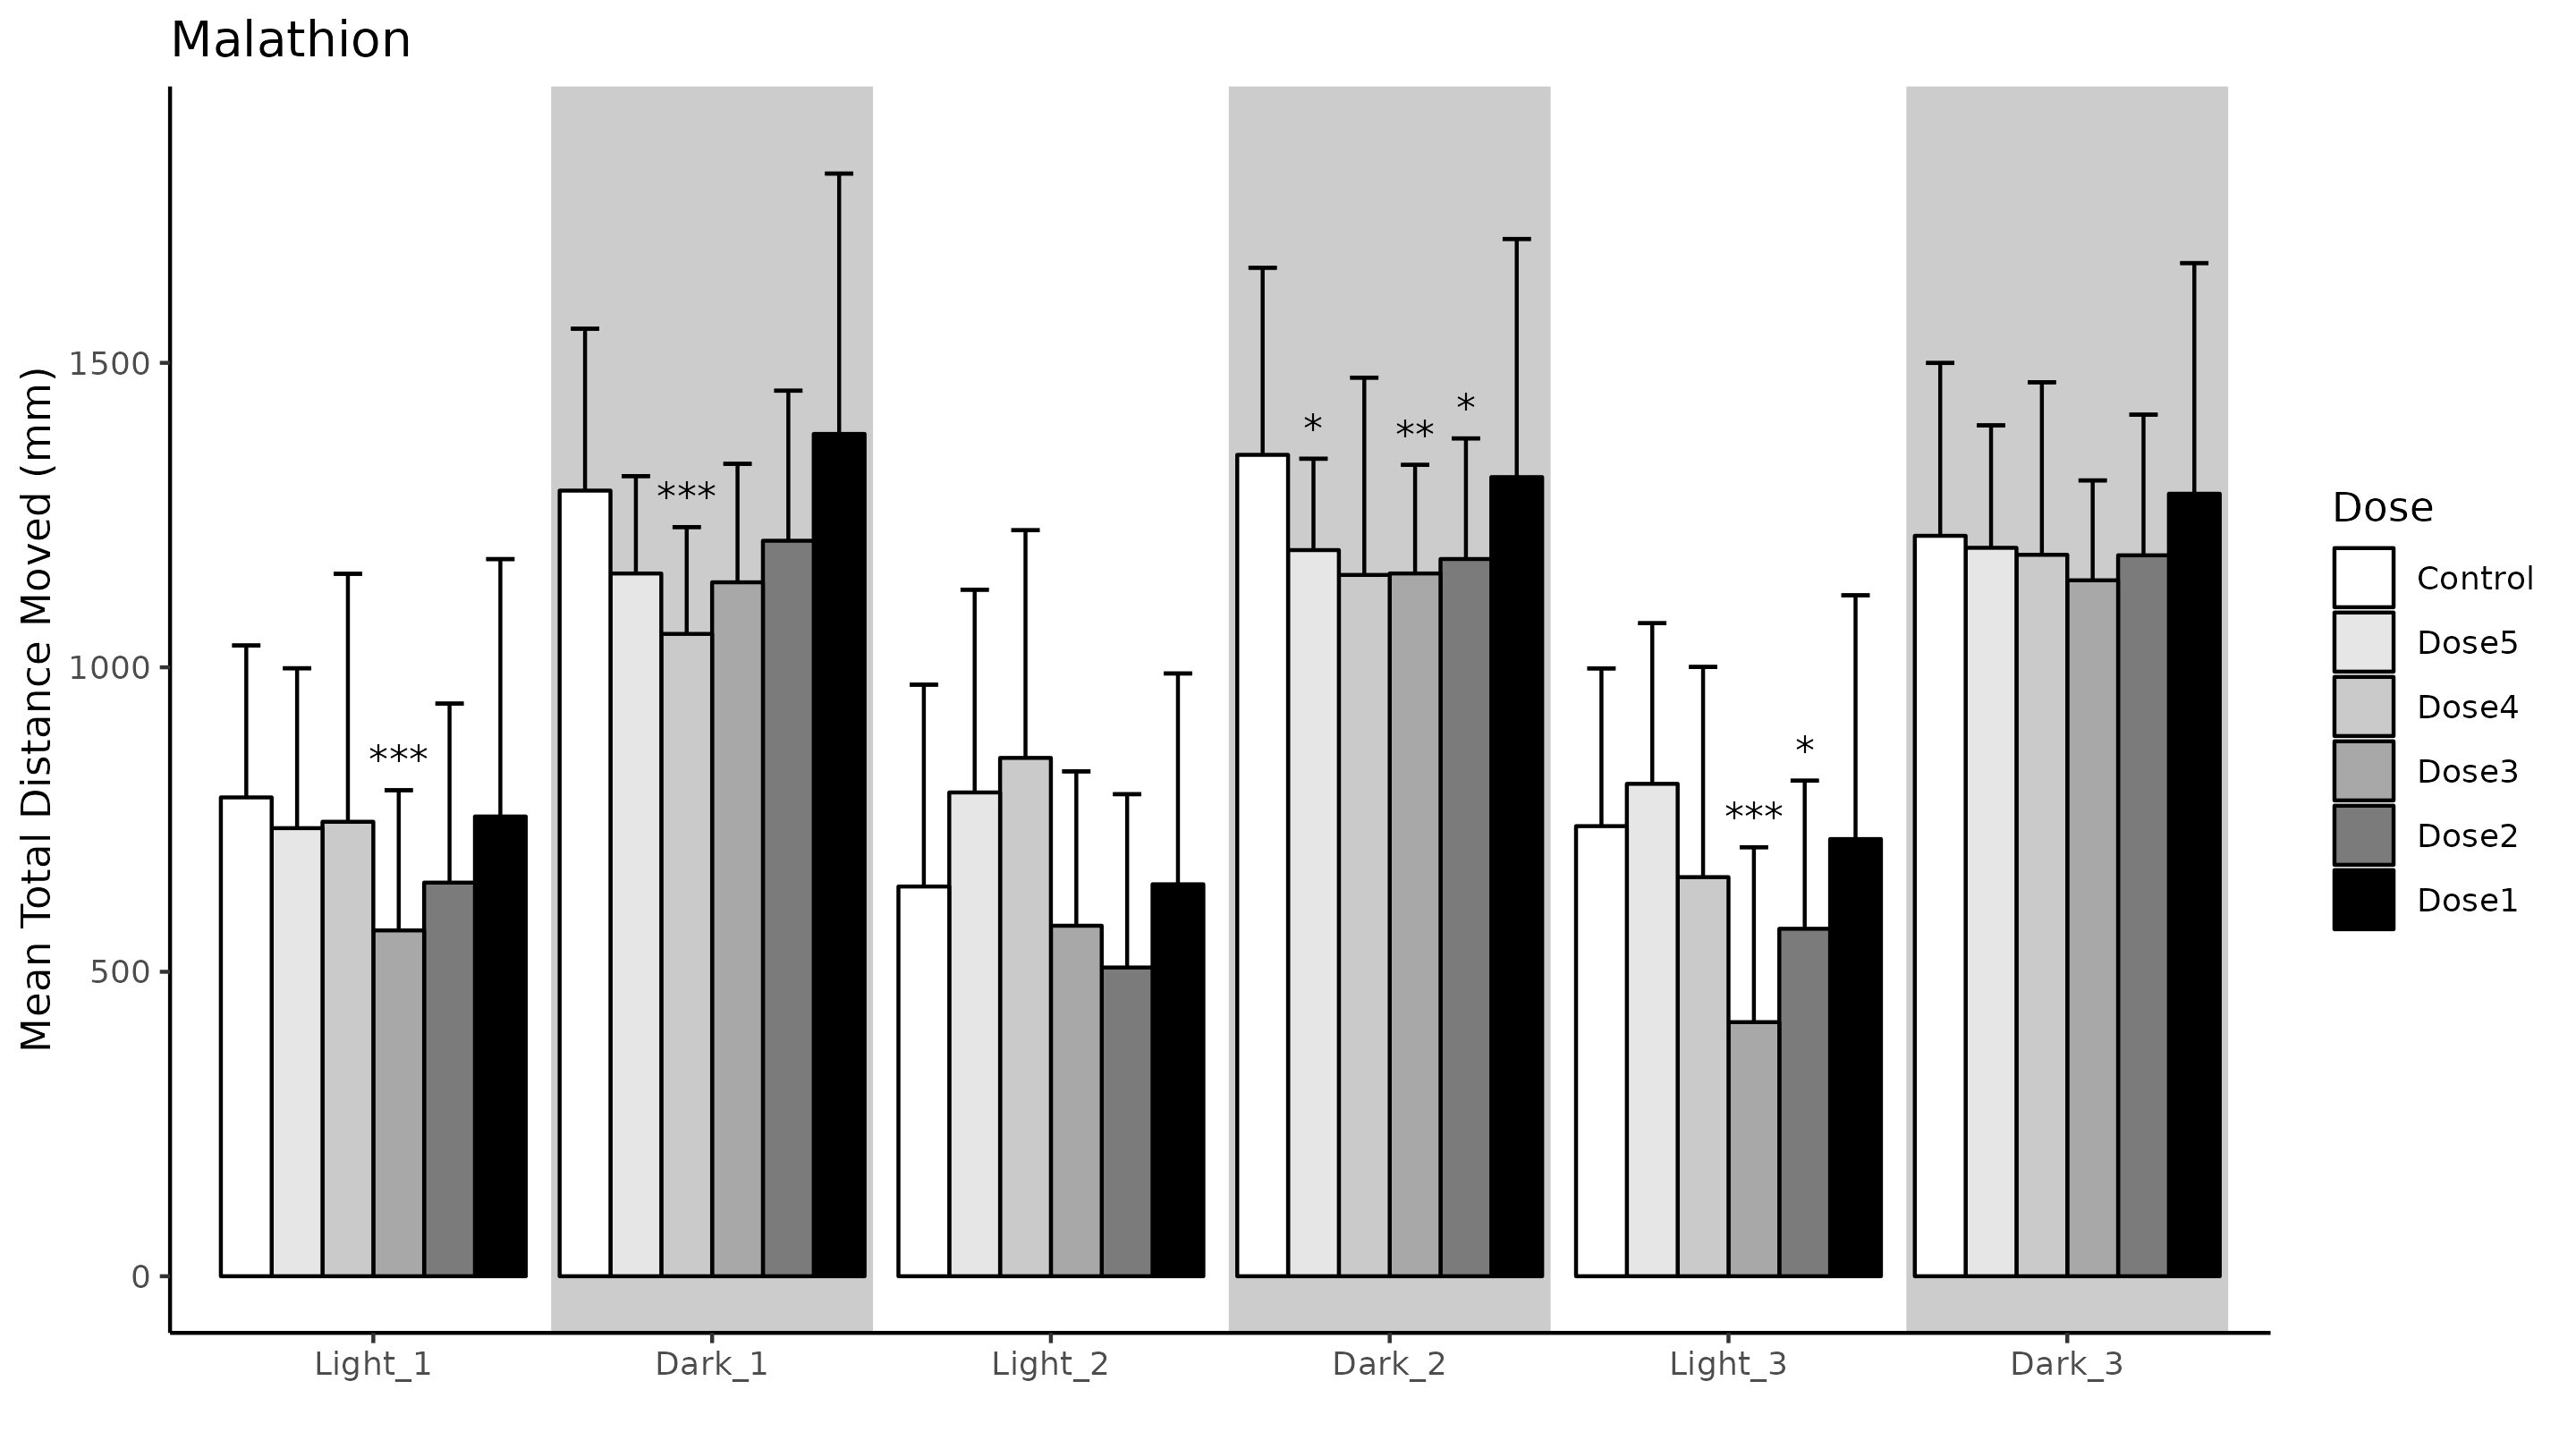 Malathion
Mean Total Distance Moved (mm)
1500
1000
500
0
***
***
*
**
*
***
*
Light_1
Dark_1
Light_2
Dark_2
Light_3
Dark_3
Dose
Control
Dose5
Dose4
Dose3
Dose2
Dose1